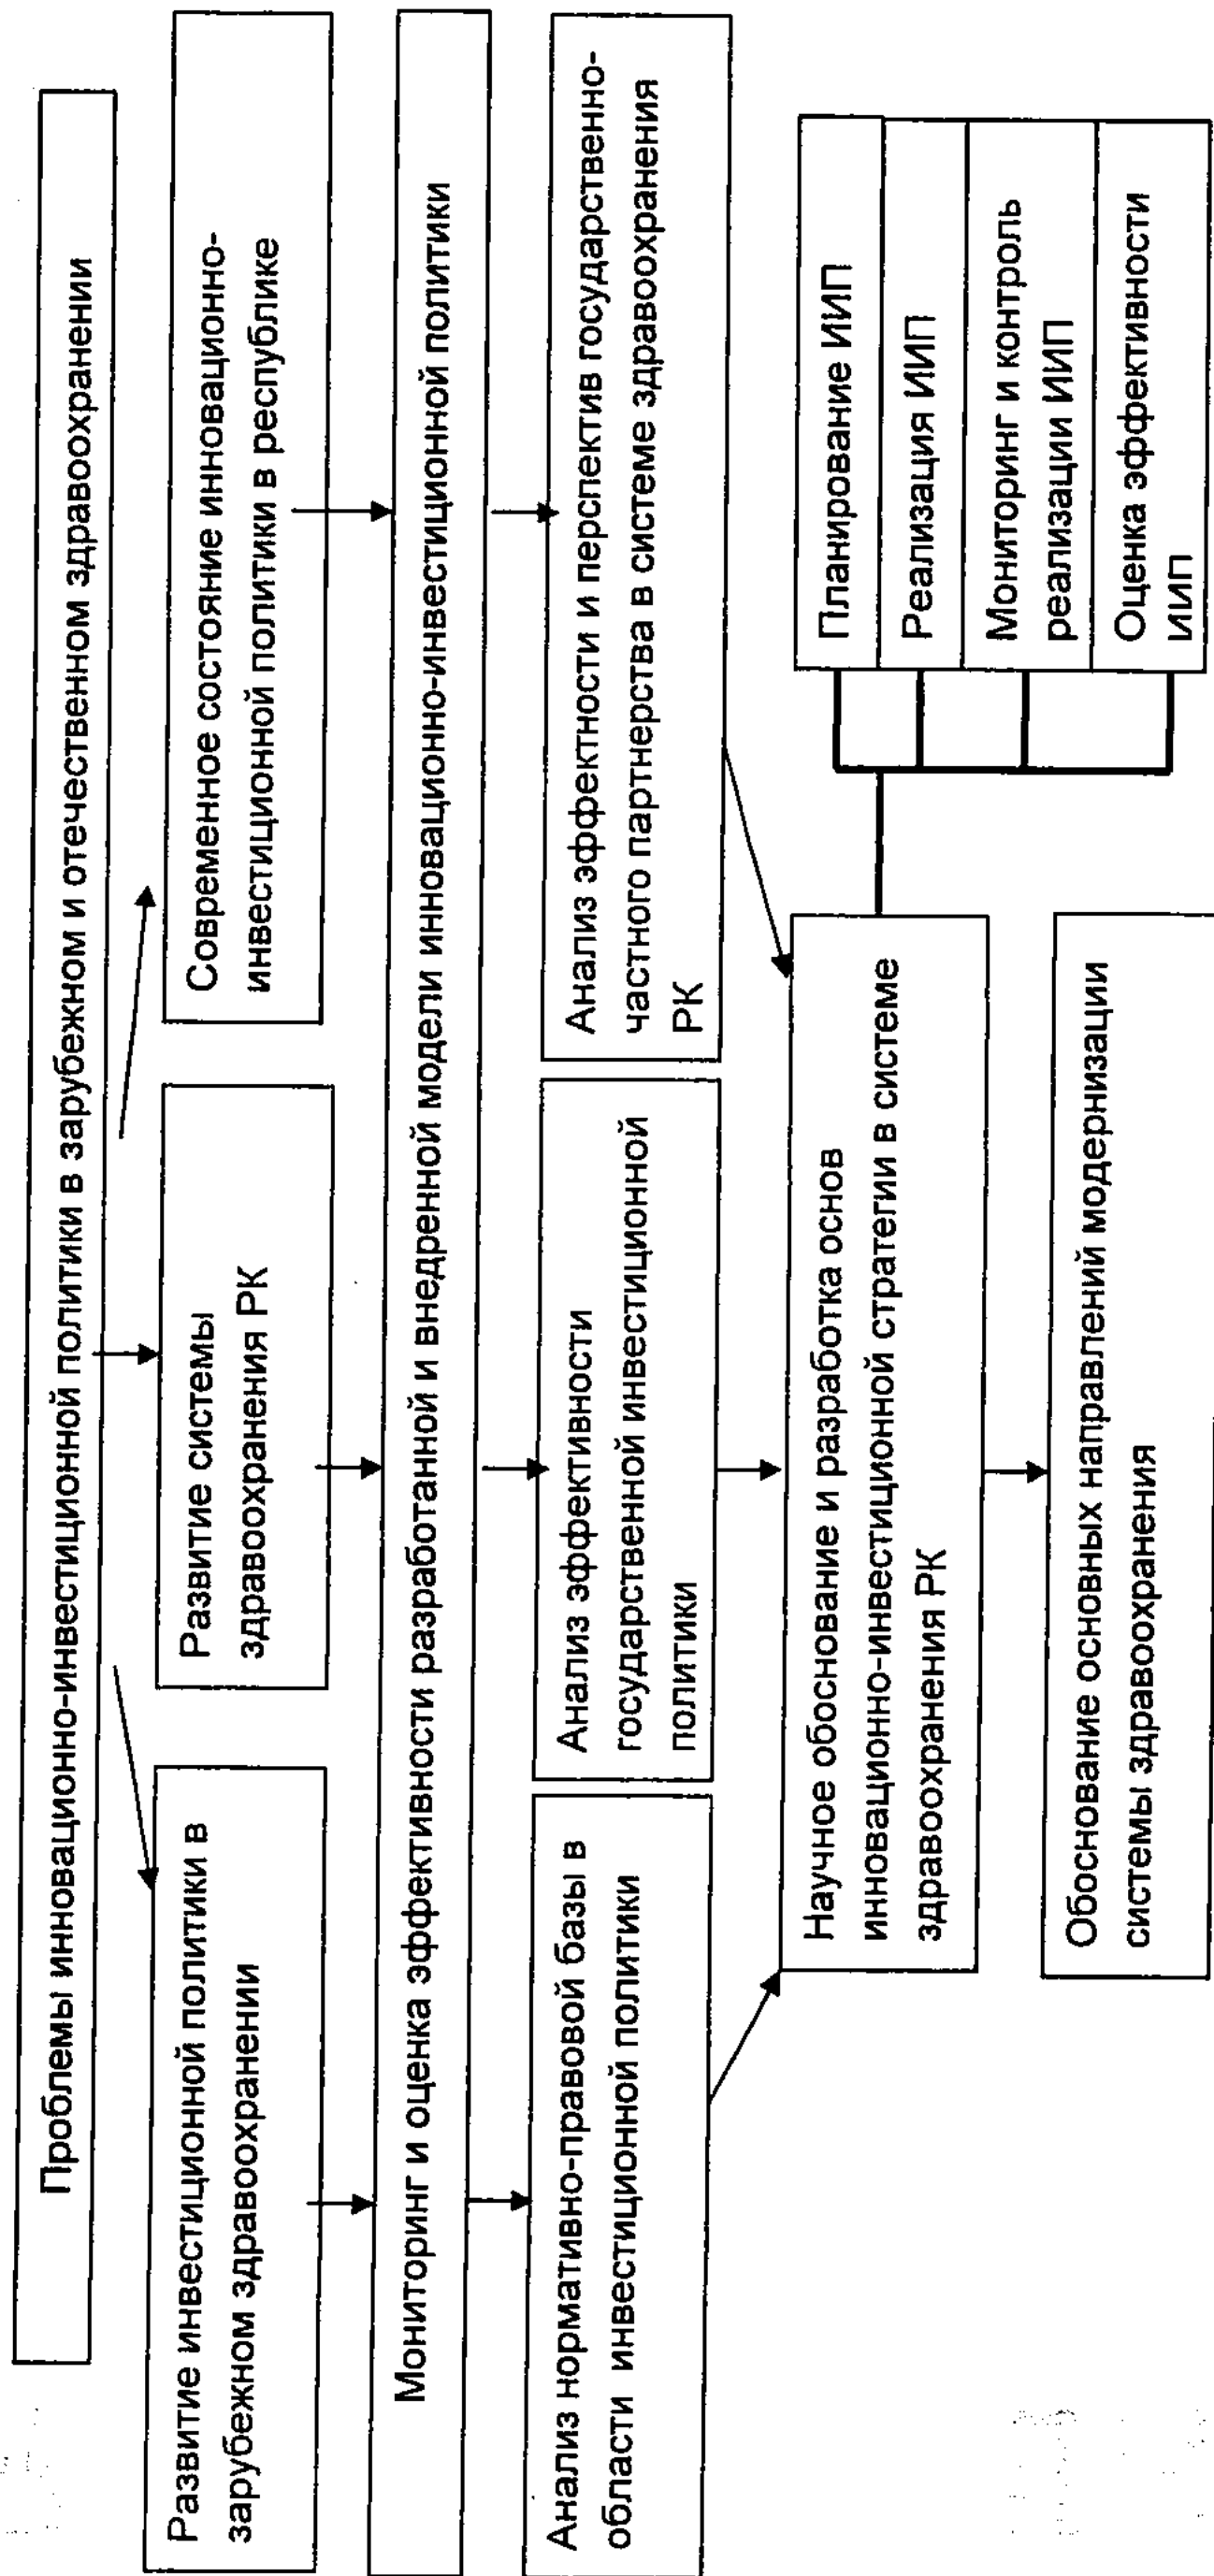 Проблемы инновационно-инвестиционной политики в зарубежном и отечественном здравоохранении
Развитие инвестиционной политики в
зарубежном здравоохранении
Развитие системы
здравоохранения РК
Современное состояние инновационно-
инвестиционной политики в республике
Мониторинг и оценка эффективности разработанной и внедренной модели инновационно-инвестиционной политики
Анализ нормативно-правовой базы в
области инвестиционной политики
Анализ эффективности
государственной инвестиционной
политики
Анализ эффектности и перспектив государственно-
частного партнерства в системе здравоохранения
РК
Научное обоснование и разработка основ
инновационно-инвестиционной стратегии в системе
здравоохранения РК
Планирование ИИП
Реализация ИИП
Мониторинг и контроль
реализации ИИП
Оценка эффективности
ИИП
Обоснование основных направлений модернизации
системы здравоохранения